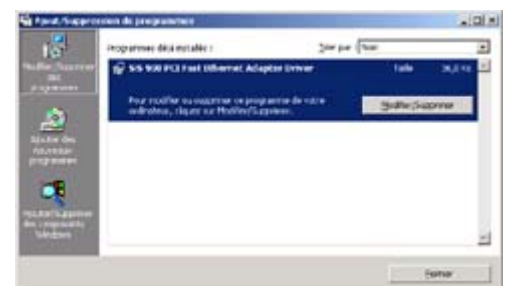 Ajout/Suppression de programmes
Programmes déjà installés :
Trier par :
Nom
Modifier/Supprimer
des
programmes
SiS 900 PCI Fast Ethernet Adapter Driver
Taille
Pour modifier ou supprimer ce programme de votre
ordinateur, cliquez sur Modifier/Supprimer.
Modifier/Supprimer
Ajouter de
nouveaux
programmes
Ajouter/Supprimer
des composants
Windows
Fermer